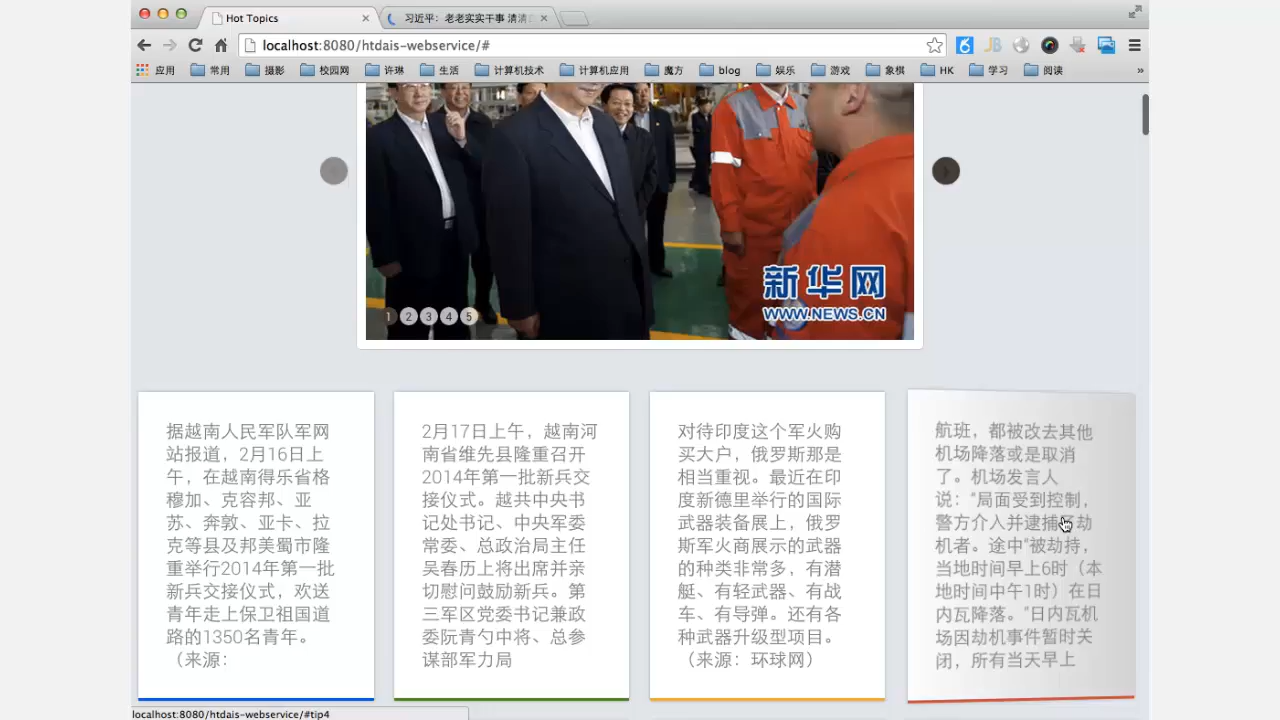 Hot Topics
习近平：老老实实干事 清清
localhost:8080/htdais-webservice/#
应用 常用 摄影 校园网 许琳 生活 计算机技术 计算机应用 魔方 blog 娱乐 游戏 象棋 HK 学习 阅读 »
新华网
WWW.NEWS.CN
1 2 3 4 5
据越南人民军队军网
站报道，2月16日上
午，在越南得乐省格
穆加、克容邦、亚
苏、奔敦、亚卡、拉
克等县及邦美蜀市隆
重举行2014年第一批
新兵交接仪式，欢送
青年走上保卫祖国道
路的1350名青年。
（来源：
2月17日上午，越南河
南省维先县隆重召开
2014年第一批新兵交
接仪式。越共中央书
记处书记、中央军委
常委、总政治局主任
吴春历上将出席并亲
切慰问鼓励新兵。第
三军区党委书记兼政
委阮青勺中将、总参
谋部军力局
对待印度这个军火购
买大户，俄罗斯那是
相当重视。最近在印
度新德里举行的国际
武器装备展上，俄罗
斯军火商展示的武器
的种类非常多，有潜
艇、有轻武器、有战
车、有导弹。还有各
种武器升级型项目。
（来源：环球网）
航班，都被改去其他
机场降落或是取消
了。机场发言人
说：“局面受到控制，
警方介入并逮捕了劫
机者。途中“被劫持，
当地时间早上6时（本
地时间中午1时）在日
内瓦降落。”日内瓦机
场因劫机事件暂时关
闭，所有当天早上
localhost:8080/htdais-webservice/#tip4